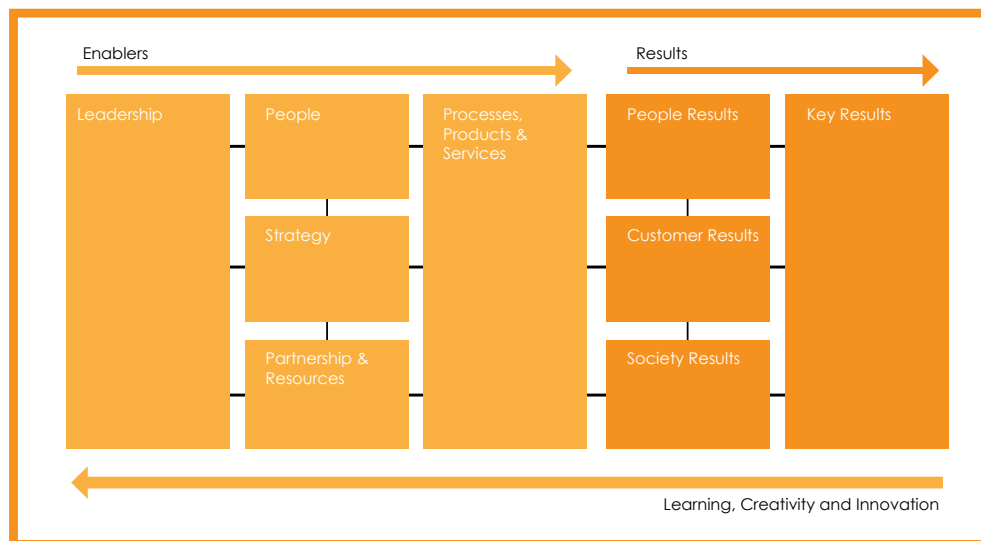 Enablers
Results
Leadership
People
Processes,
Products &
Services
People Results
Key Results
Strategy
Customer Results
Partnership &
Resources
Society Results
Learning, Creativity and Innovation